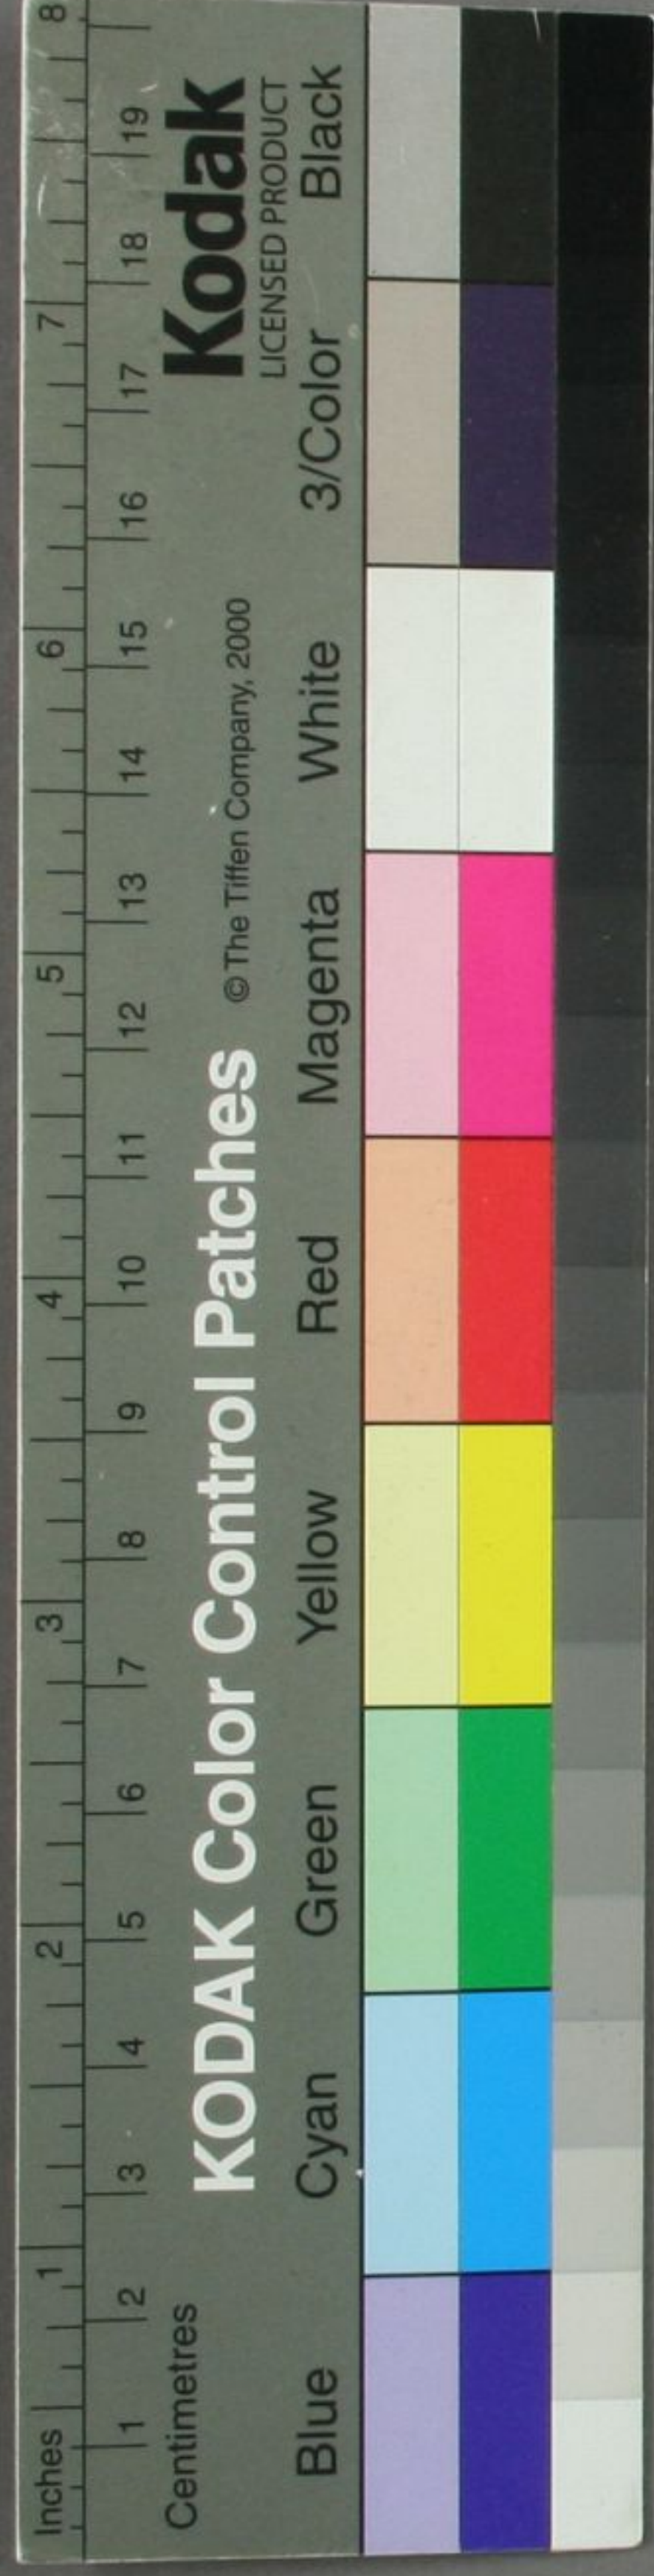 Inches 1 2 3 4 5 6 7 8
1 2 3 4 5 6 7 8 9 10 11 12 13 14 15 16 17 18 19
Centimetres
KODAK Color Control Patches © The Tiffen Company, 2000
Kodak
LICENSED PRODUCT
Blue Cyan Green Yellow Red Magenta White 3/Color Black